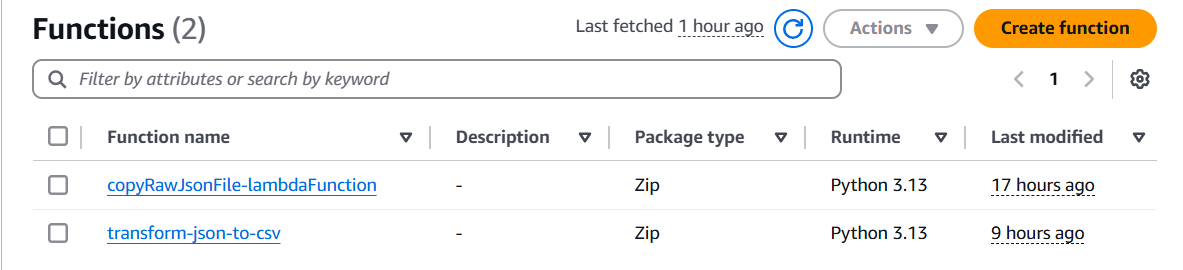 Functions (2)
Last fetched 1 hour ago
Actions
Create function
Filter by attributes or search by keyword
1
Function name Description Package type Runtime Last modified
copyRawJsonFile-lambdaFunction - Zip Python 3.13 17 hours ago
transform-json-to-csv - Zip Python 3.13 9 hours ago